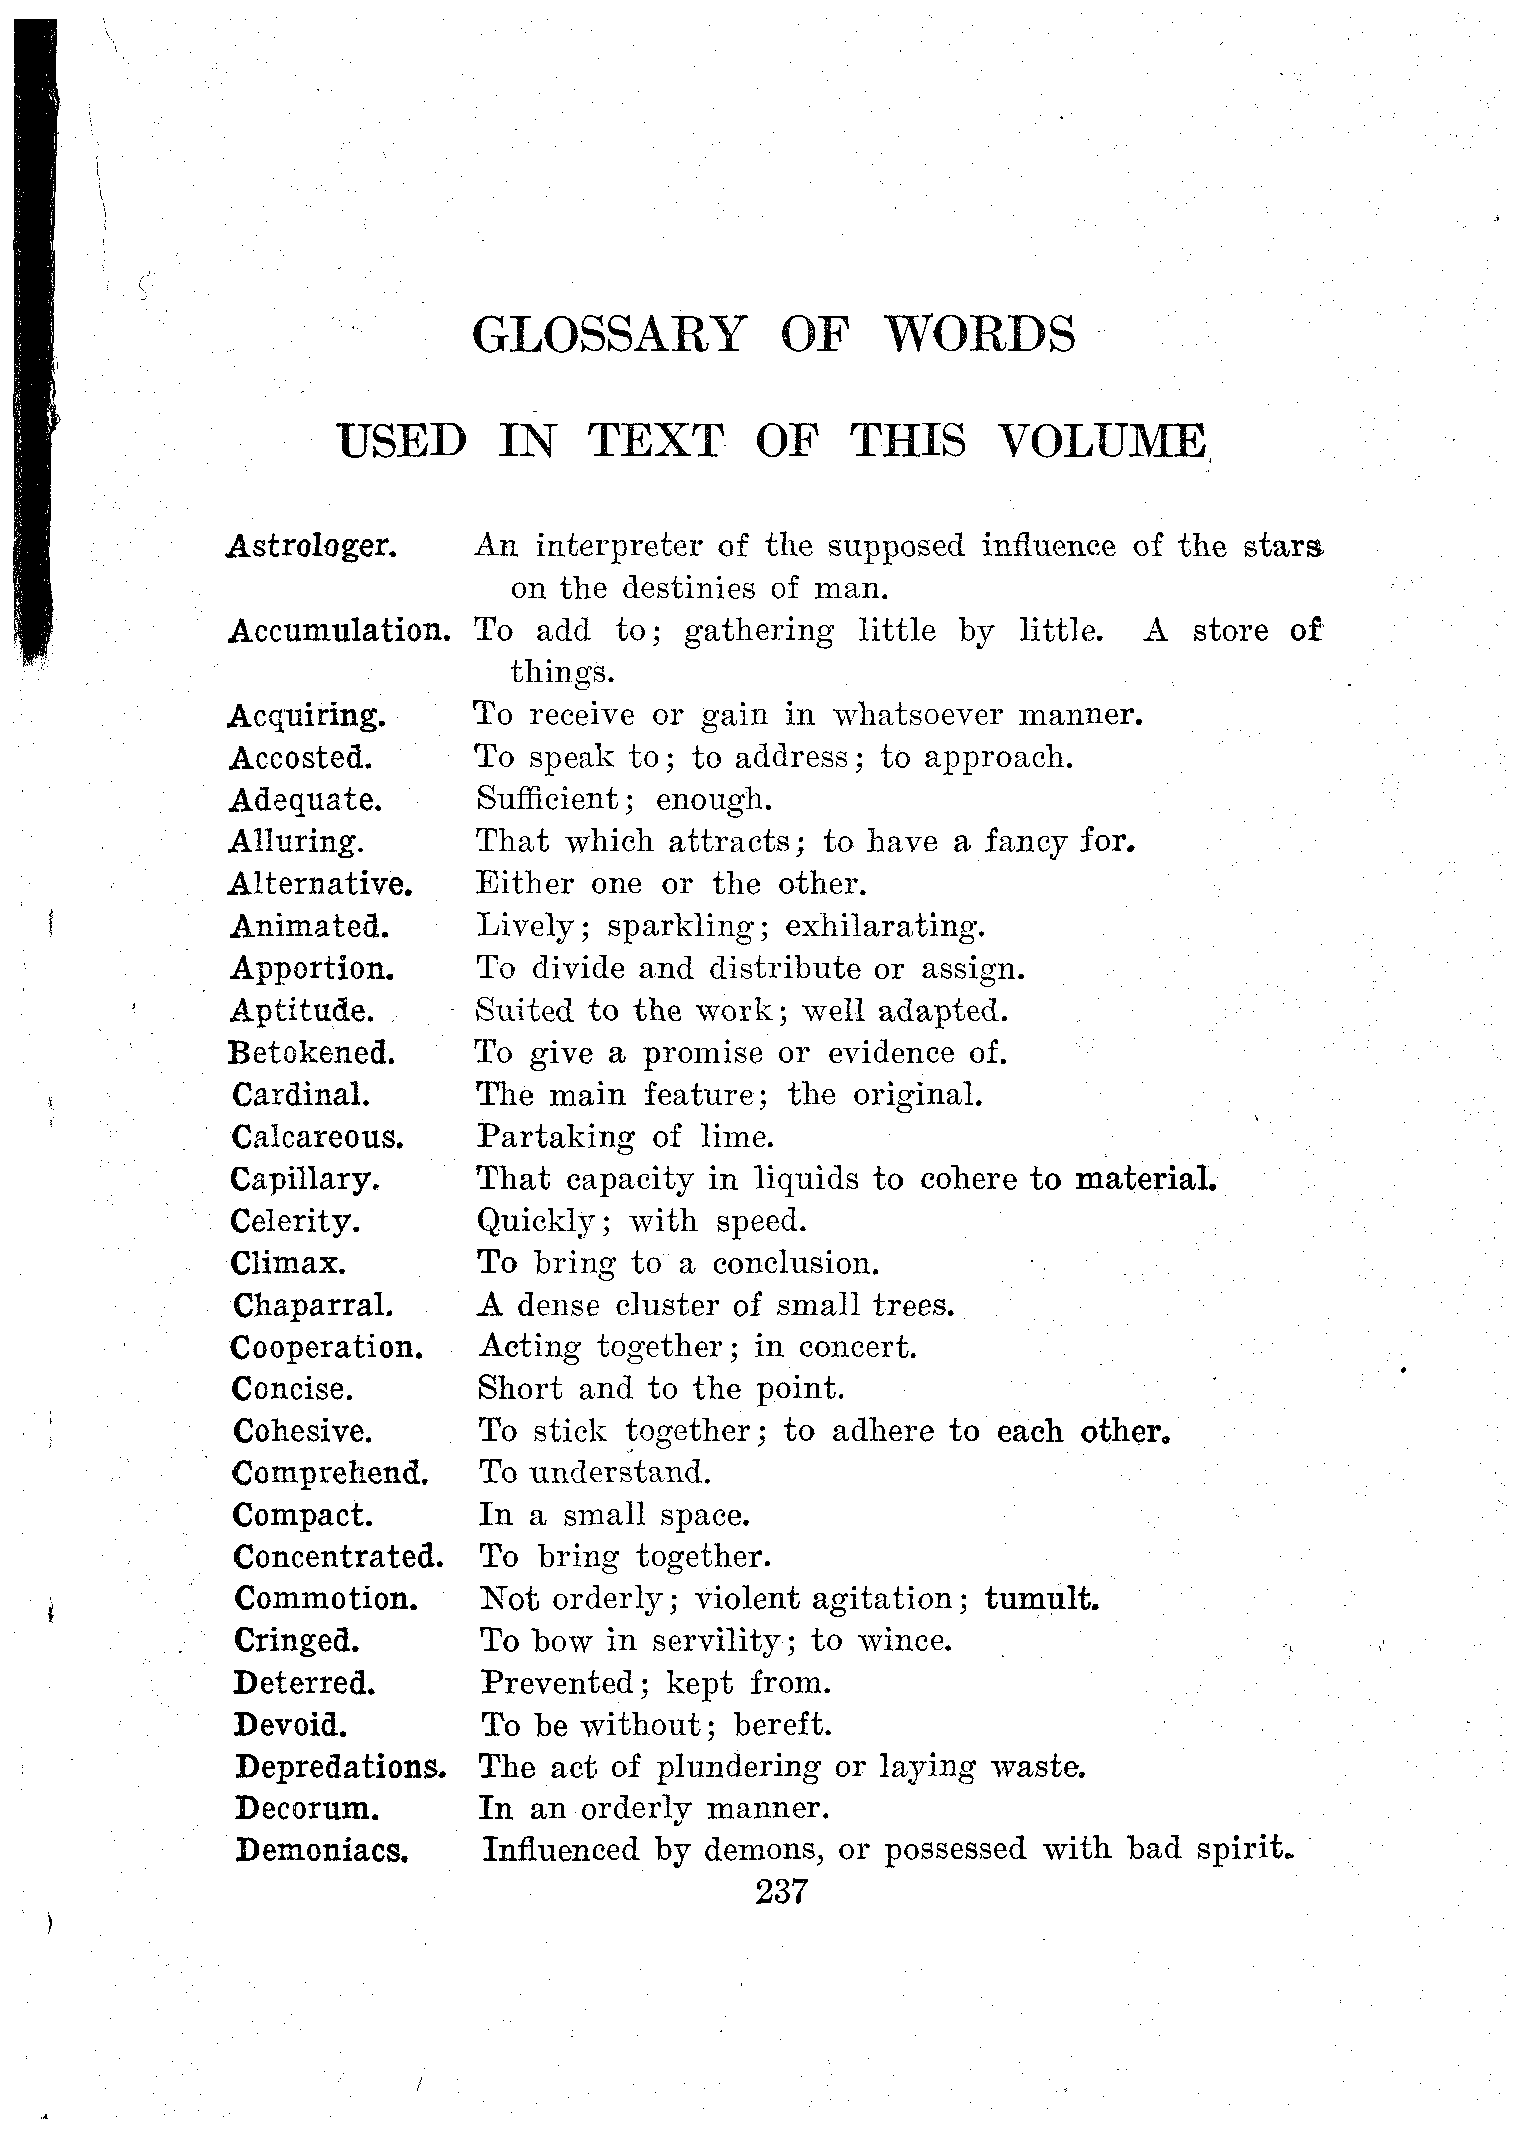 GLOSSARY OF WORDS
USED IN TEXT OF THIS VOLUME
Astrologer. An interpreter of the supposed influence of the stars
on the destinies of man.
Accumulation. To add to; gathering little by little. A store of
things.
Acquiring. To receive or gain in whatsoever manner.
Accosted. To speak to; to address; to approach.
Adequate. Sufficient; enough.
Alluring. That which attracts; to have a fancy for.
Alternative. Either one or the other.
Animated. Lively; sparkling; exhilarating.
Apportion. To divide and distribute or assign.
Aptitude. Suited to the work; well adapted.
Betokened. To give a promise or evidence of.
Cardinal. The main feature; the original.
Calcareous. Partaking of lime.
Capillary. That capacity in liquids to cohere to material.
Celerity. Quickly; with speed.
Climax. To bring to a conclusion.
Chaparral. A dense cluster of small trees.
Cooperation. Acting together; in concert.
Concise. Short and to the point.
Cohesive. To stick together; to adhere to each other.
Comprehend. To understand.
Compact. In a small space.
Concentrated. To bring together.
Commotion. Not orderly; violent agitation; tumult.
Cringed. To bow in servility; to wince.
Deterred. Prevented; kept from.
Devoid. To be without; bereft.
Depredations. The act of plundering or laying waste.
Decorum. In an orderly manner.
Demoniacs. Influenced by demons, or possessed with bad spirit.
237